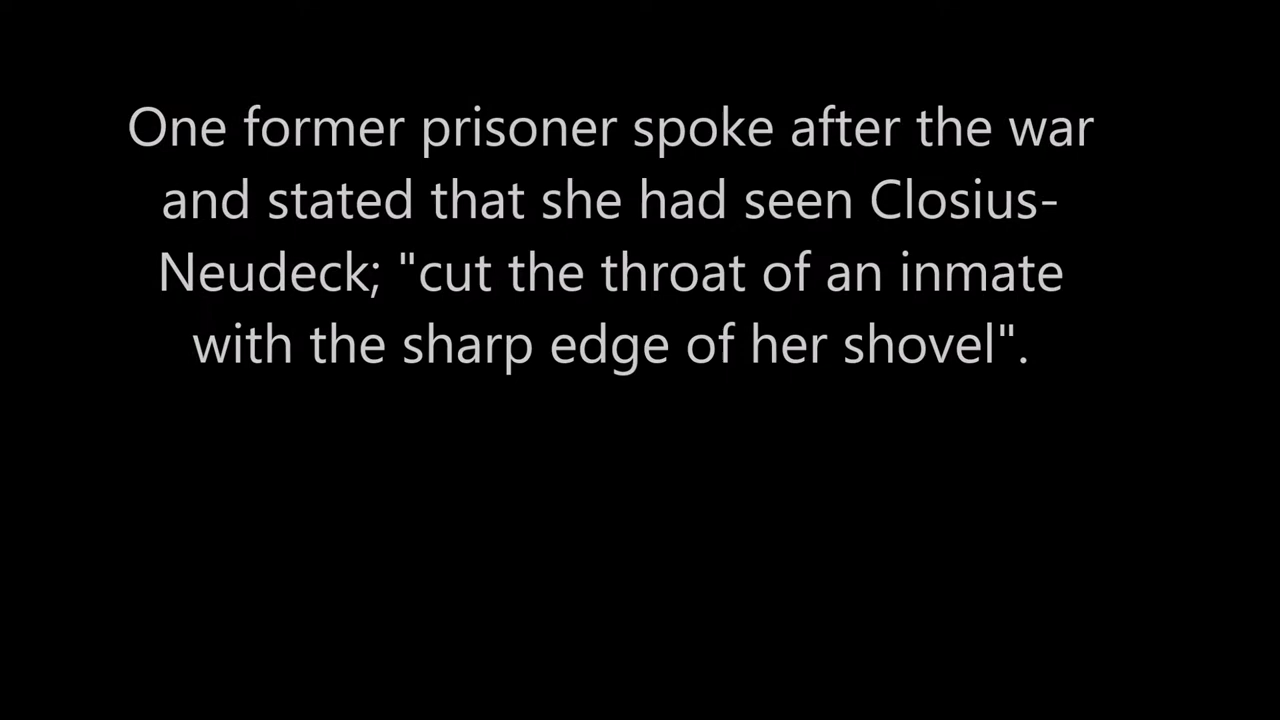 One former prisoner spoke after the war
and stated that she had seen Closius-
Neudeck; "cut the throat of an inmate
with the sharp edge of her shovel".